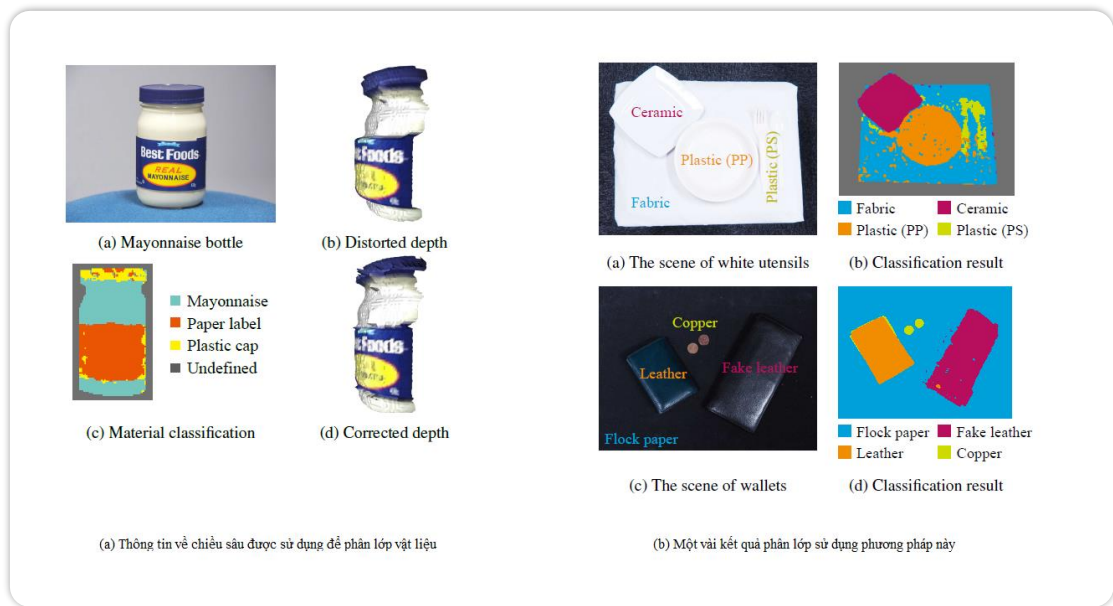 Best Foods
REAL
MAYONNAISE
(a) Mayonnaise bottle
(b) Distorted depth
Mayonnaise
Paper label
Plastic cap
Undefined
(c) Material classification
(d) Corrected depth
(a) Thông tin về chiều sâu được sử dụng để phân lớp vật liệu
Ceramic
Plastic (PP)
Plastic (PS)
Fabric
(a) The scene of white utensils
Fabric
Ceramic
Plastic (PP)
Plastic (PS)
(b) Classification result
Copper
Leather
Fake leather
Flock paper
(c) The scene of wallets
Flock paper
Fake leather
Leather
Copper
(d) Classification result
(b) Một vài kết quả phân lớp sử dụng phương pháp này